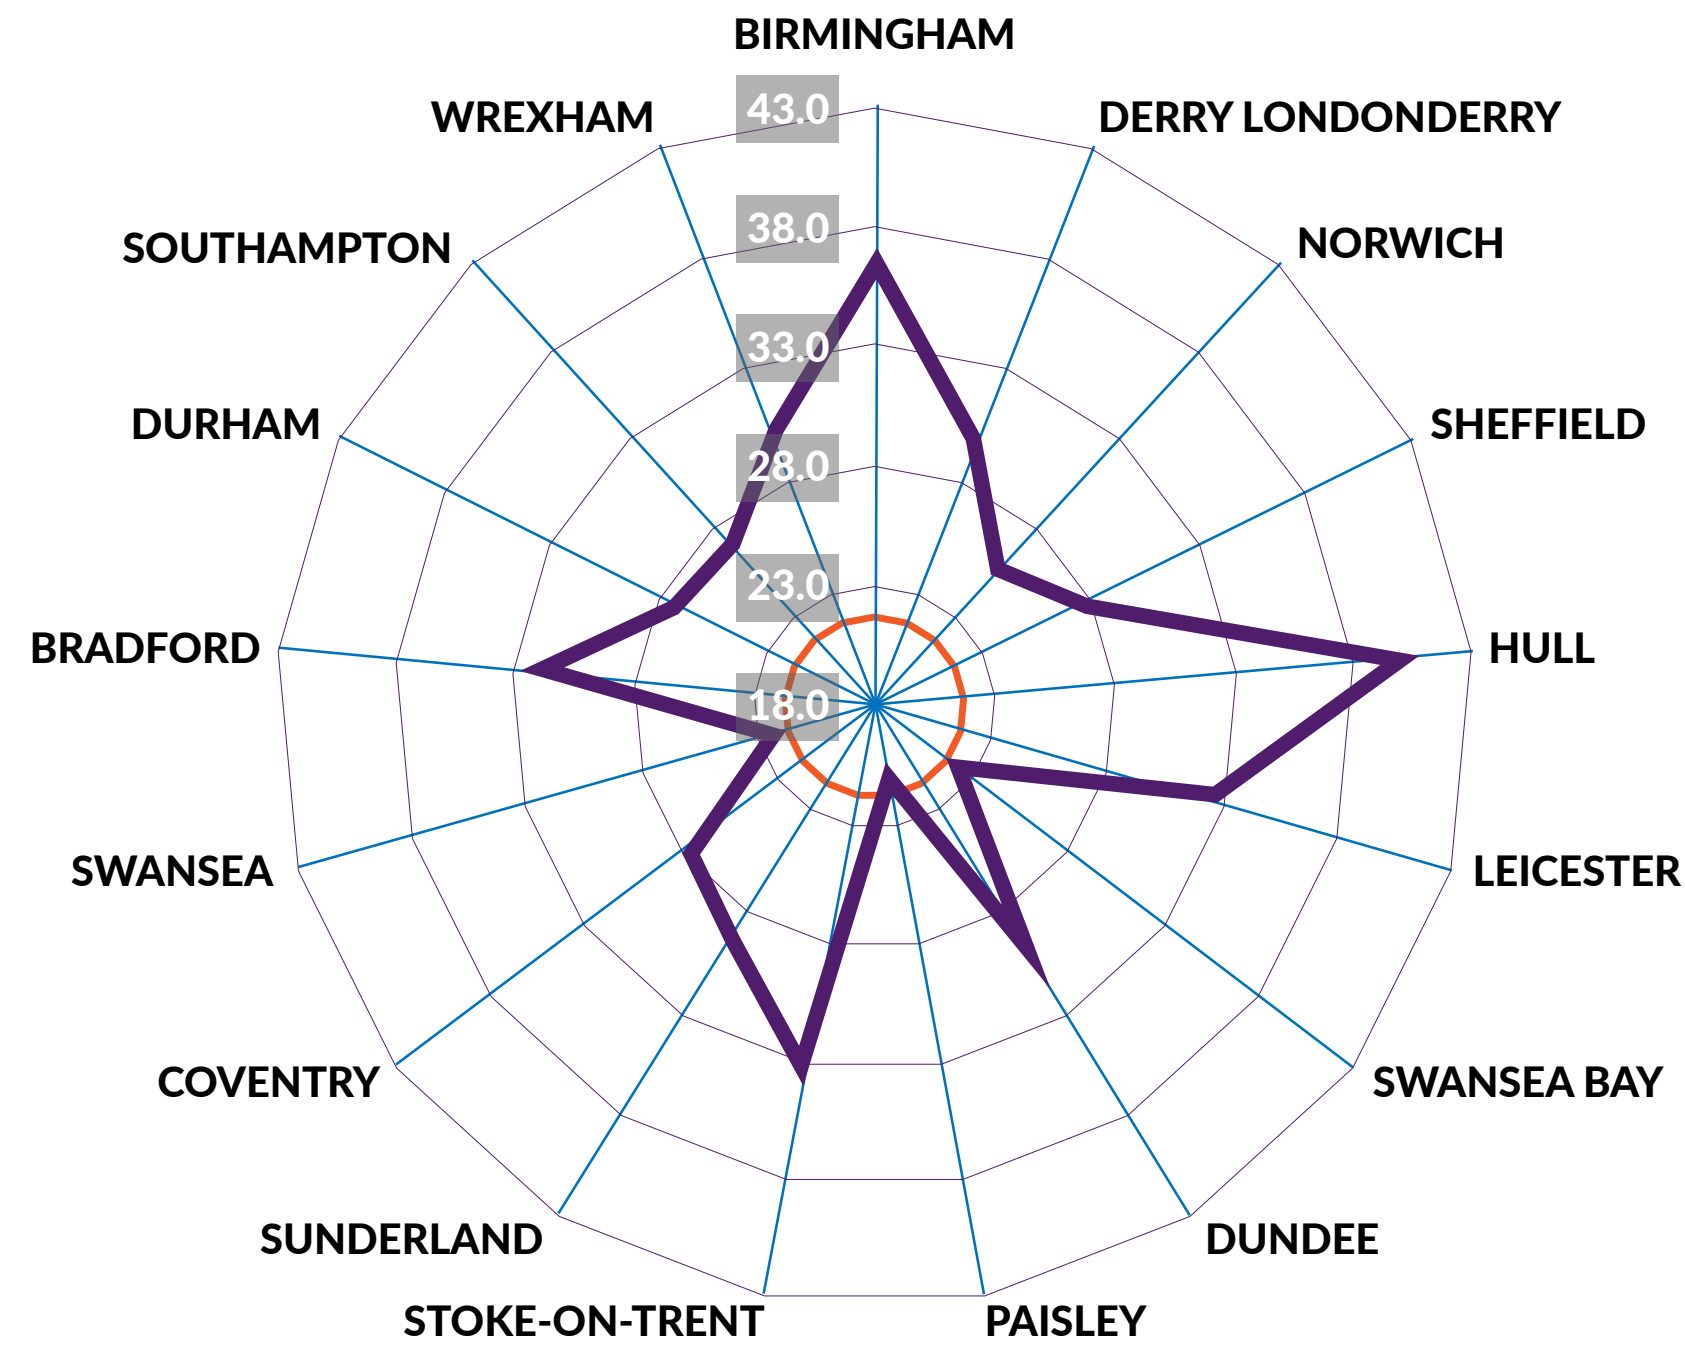 BIRMINGHAM
43.0
WREXHAM
DERRY LONDONDERRY
38.0
SOUTHAMPTON
NORWICH
33.0
DURHAM
SHEFFIELD
28.0
23.0
BRADFORD
HULL
18.0
SWANSEA
LEICESTER
COVENTRY
SWANSEA BAY
SUNDERLAND
DUNDEE
STOKE-ON-TRENT
PAISLEY